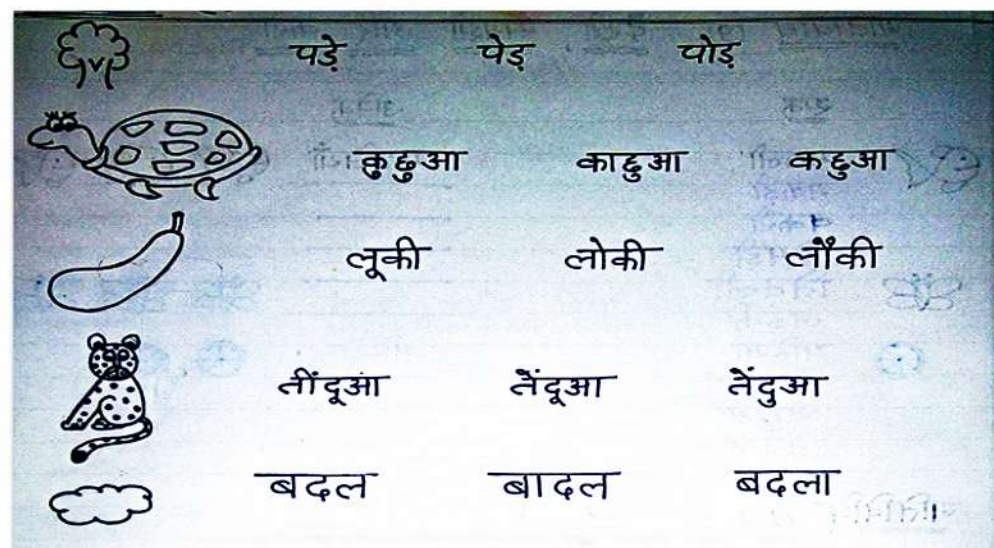 पड़े पेड़ पोड़
कुछुआ काछुआ कछुआ
लूकी लोकी लौंकी
तींदूआ तेंदूआ तेंदुआ
बदल बादल बदला